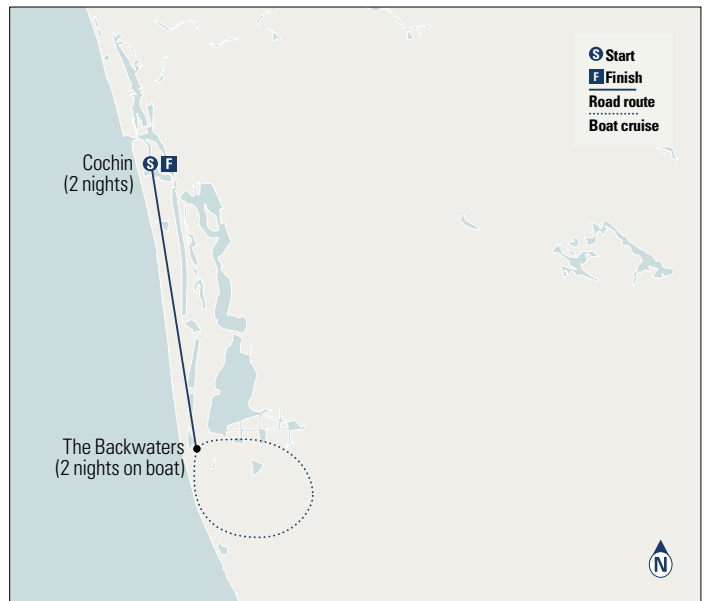 S Start
F Finish
Road route
Boat cruise
Cochin S F
(2 nights)
The Backwaters
(2 nights on boat)
N